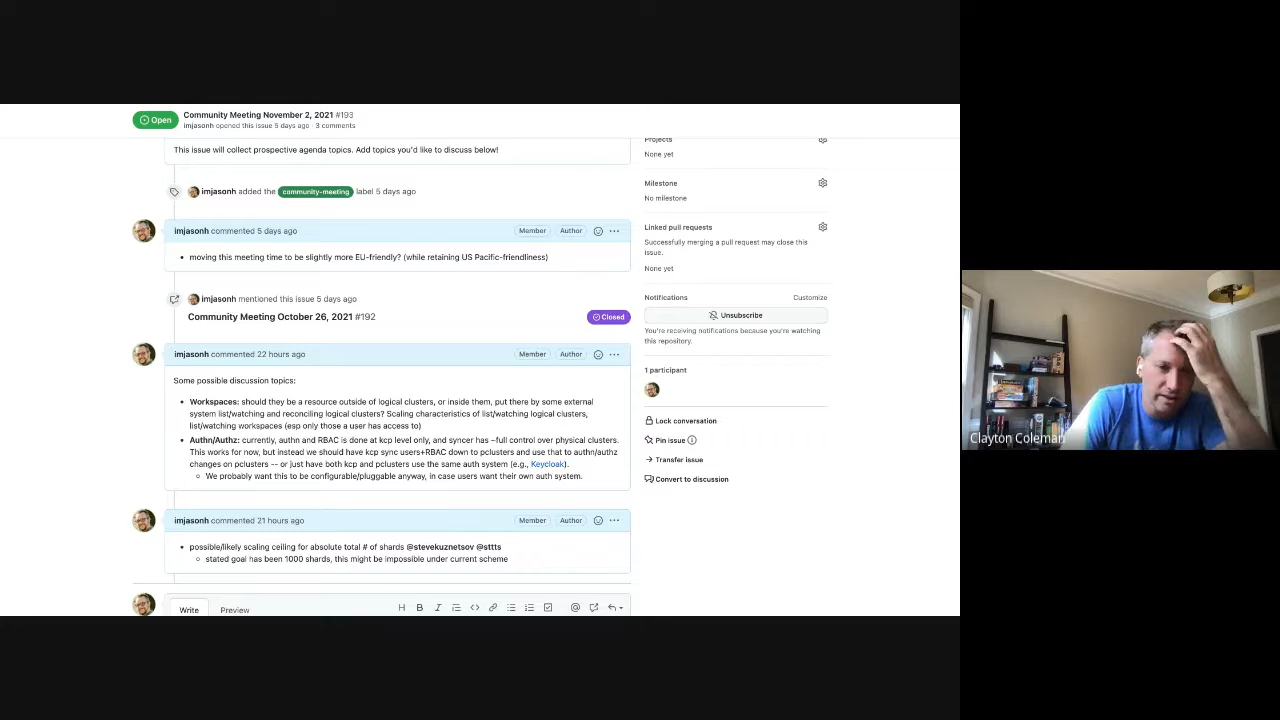 Open
Community Meeting November 2, 2021 #193
imjasonh opened this issue 5 days ago · 3 comments
This issue will collect prospective agenda topics. Add topics you'd like to discuss below!
imjasonh added the community-meeting label 5 days ago
imjasonh commented 5 days ago
Member
Author
• moving this meeting time to be slightly more EU-friendly? (while retaining US Pacific-friendliness)
imjasonh mentioned this issue 5 days ago
Community Meeting October 26, 2021 #192
Closed
imjasonh commented 22 hours ago
Member
Author
Some possible discussion topics:
• Workspaces: should they be a resource outside of logical clusters, or inside them, put there by some external
system list/watching and reconciling logical clusters? Scaling characteristics of list/watching logical clusters,
list/watching workspaces (esp only those a user has access to)
• Authn/Authz: currently, authn and RBAC is done at kcp level only, and syncer has ~full control over physical clusters.
This works for now, but instead we should have kcp sync users+RBAC down to pclusters and use that to authn/authz
changes on pclusters -- or just have both kcp and pclusters use the same auth system (e.g., Keycloak).
◦ We probably want this to be configurable/pluggable anyway, in case users want their own auth system.
imjasonh commented 21 hours ago
Member
Author
• possible/likely scaling ceiling for absolute total # of shards @stevekuznetsov @sttts
◦ stated goal has been 1000 shards, this might be impossible under current scheme
Write
Preview
Projects
None yet
Milestone
No milestone
Linked pull requests
Successfully merging a pull request may close this
issue.
None yet
Notifications
Customize
Unsubscribe
You're receiving notifications because you're watching
this repository.
1 participant
Lock conversation
Pin issue
Transfer issue
Convert to discussion
Clayton Coleman